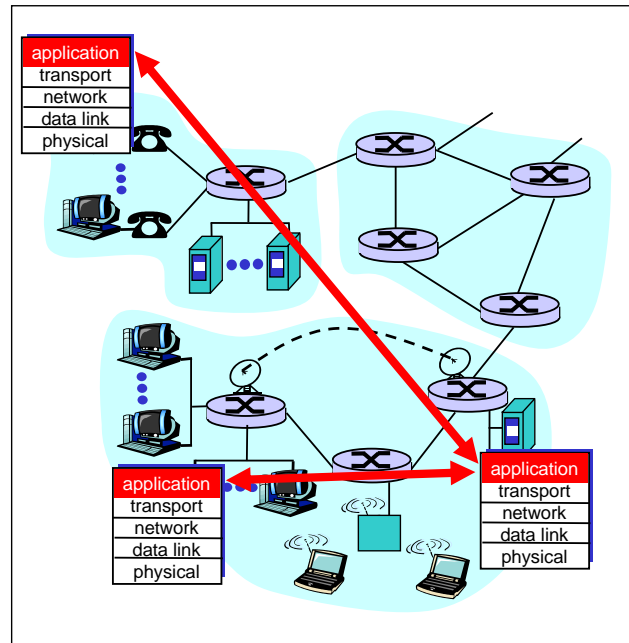 application
transport
network
data link
physical
application
transport
network
data link
physical
application
transport
network
data link
physical